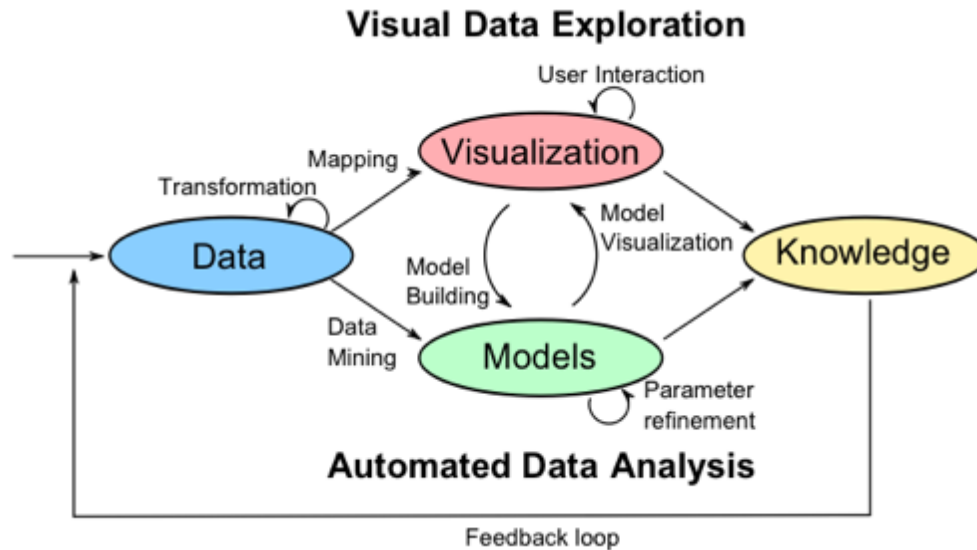 Visual Data Exploration
User Interaction
Visualization
Mapping
Transformation
Data
Model
Visualization
Knowledge
Model
Building
Data
Mining
Models
Parameter
refinement
Automated Data Analysis
Feedback loop